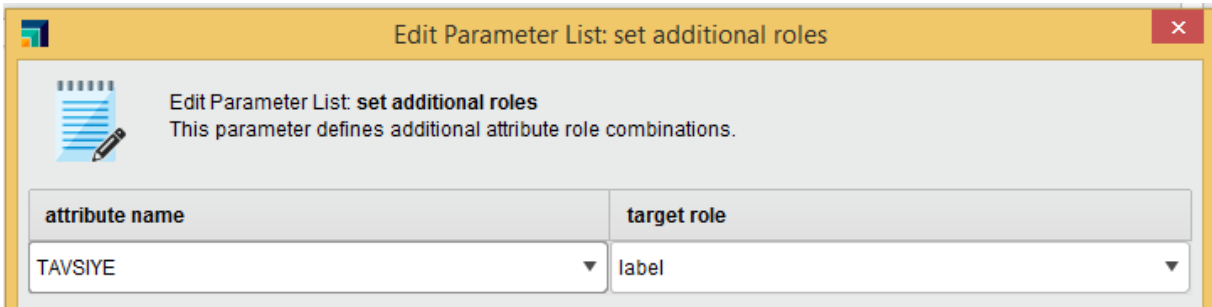 Edit Parameter List: set additional roles
Edit Parameter List: set additional roles
This parameter defines additional attribute role combinations.
attribute name target role
TAVSIYE label